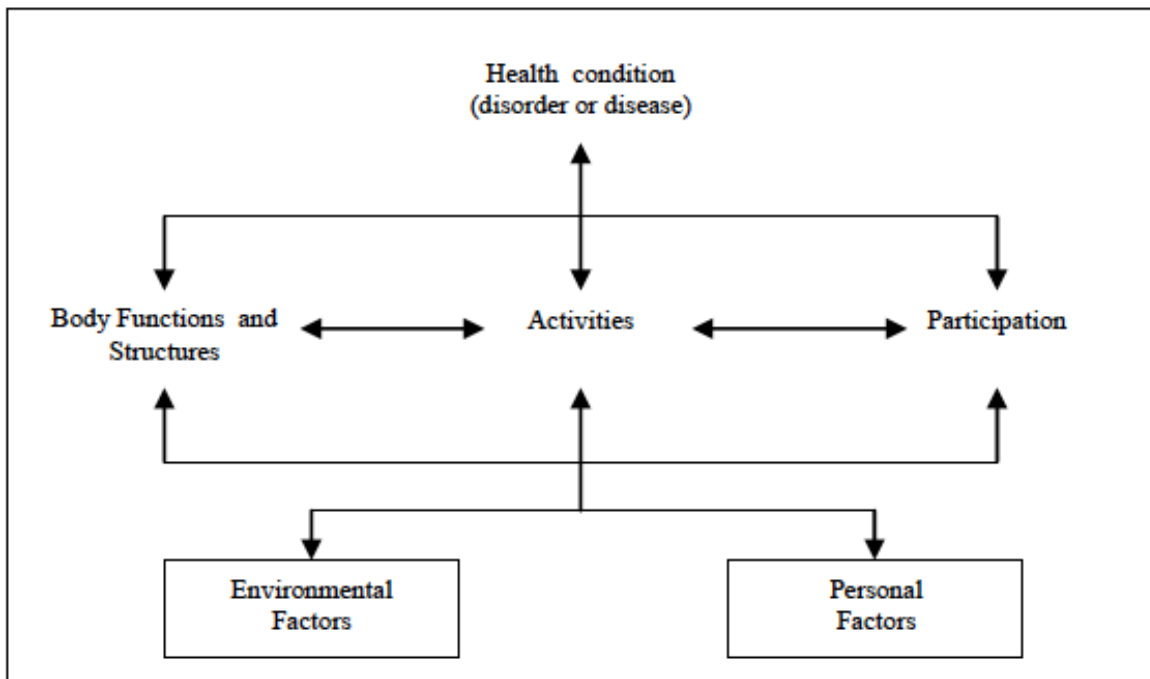 Health condition
(disorder or disease)
Body Functions and
Structures
Activities
Participation
Environmental
Factors
Personal
Factors